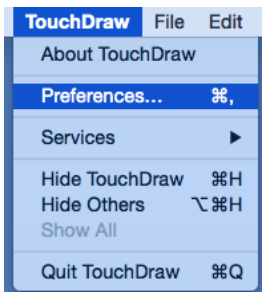 TouchDraw File Edit
About TouchDraw
Preferences... ⌘,
Services ▶
Hide TouchDraw ⌘H
Hide Others ⌥⌘H
Show All
Quit TouchDraw ⌘Q